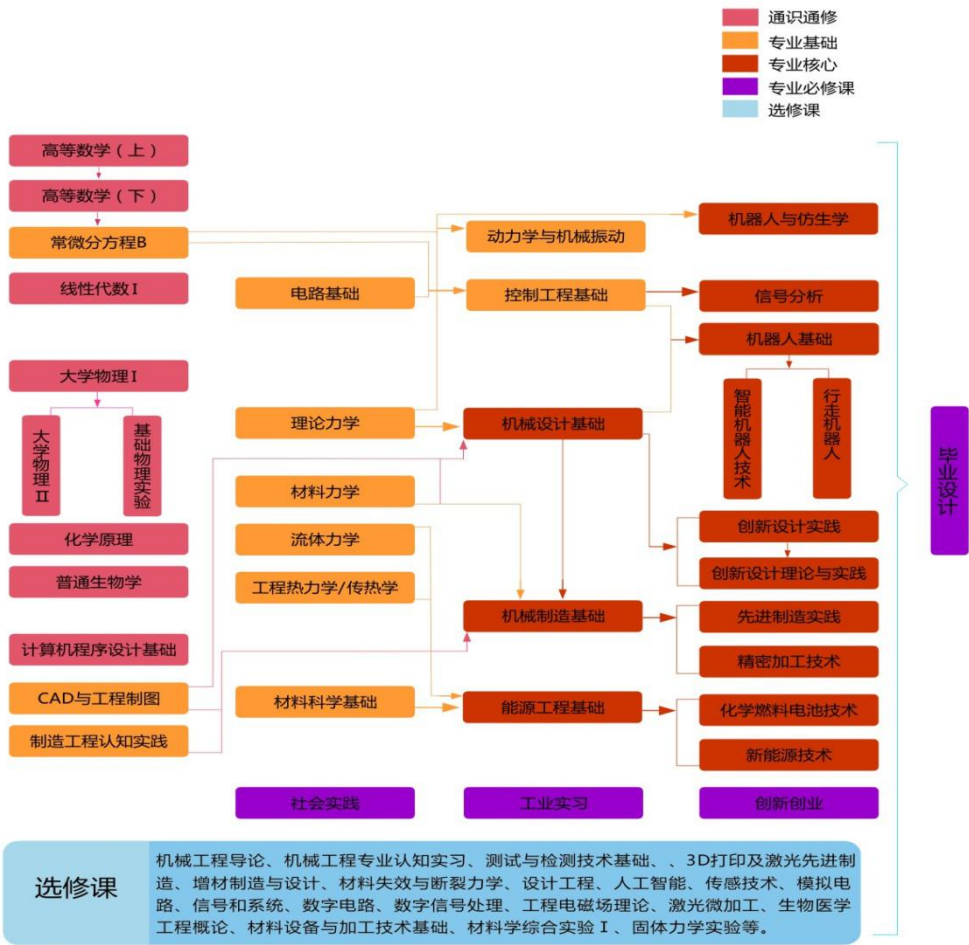 通识通修
专业基础
专业核心
专业必修课
选修课
高等数学（上）
高等数学（下）
常微分方程B
线性代数Ⅰ
大学物理Ⅰ
大学物理Ⅱ
基础物理实验
化学原理
普通生物学
计算机程序设计基础
CAD与工程制图
制造工程认知实践
电路基础
理论力学
材料力学
流体力学
工程热力学/传热学
材料科学基础
社会实践
动力学与机械振动
控制工程基础
机械设计基础
机械制造基础
能源工程基础
工业实习
机器人与仿生学
信号分析
机器人基础
智能机器人技术
行走机器人
创新设计实践
创新设计理论与实践
先进制造实践
精密加工技术
化学燃料电池技术
新能源技术
创新创业
毕业设计
选修课
机械工程导论、机械工程专业认知实习、测试与检测技术基础、、3D打印及激光先进制
造、增材制造与设计、材料失效与断裂力学、设计工程、人工智能、传感技术、模拟电
路、信号和系统、数字电路、数字信号处理、工程电磁场理论、激光微加工、生物医学
工程概论、材料设备与加工技术基础、材料学综合实验Ⅰ、固体力学实验等。